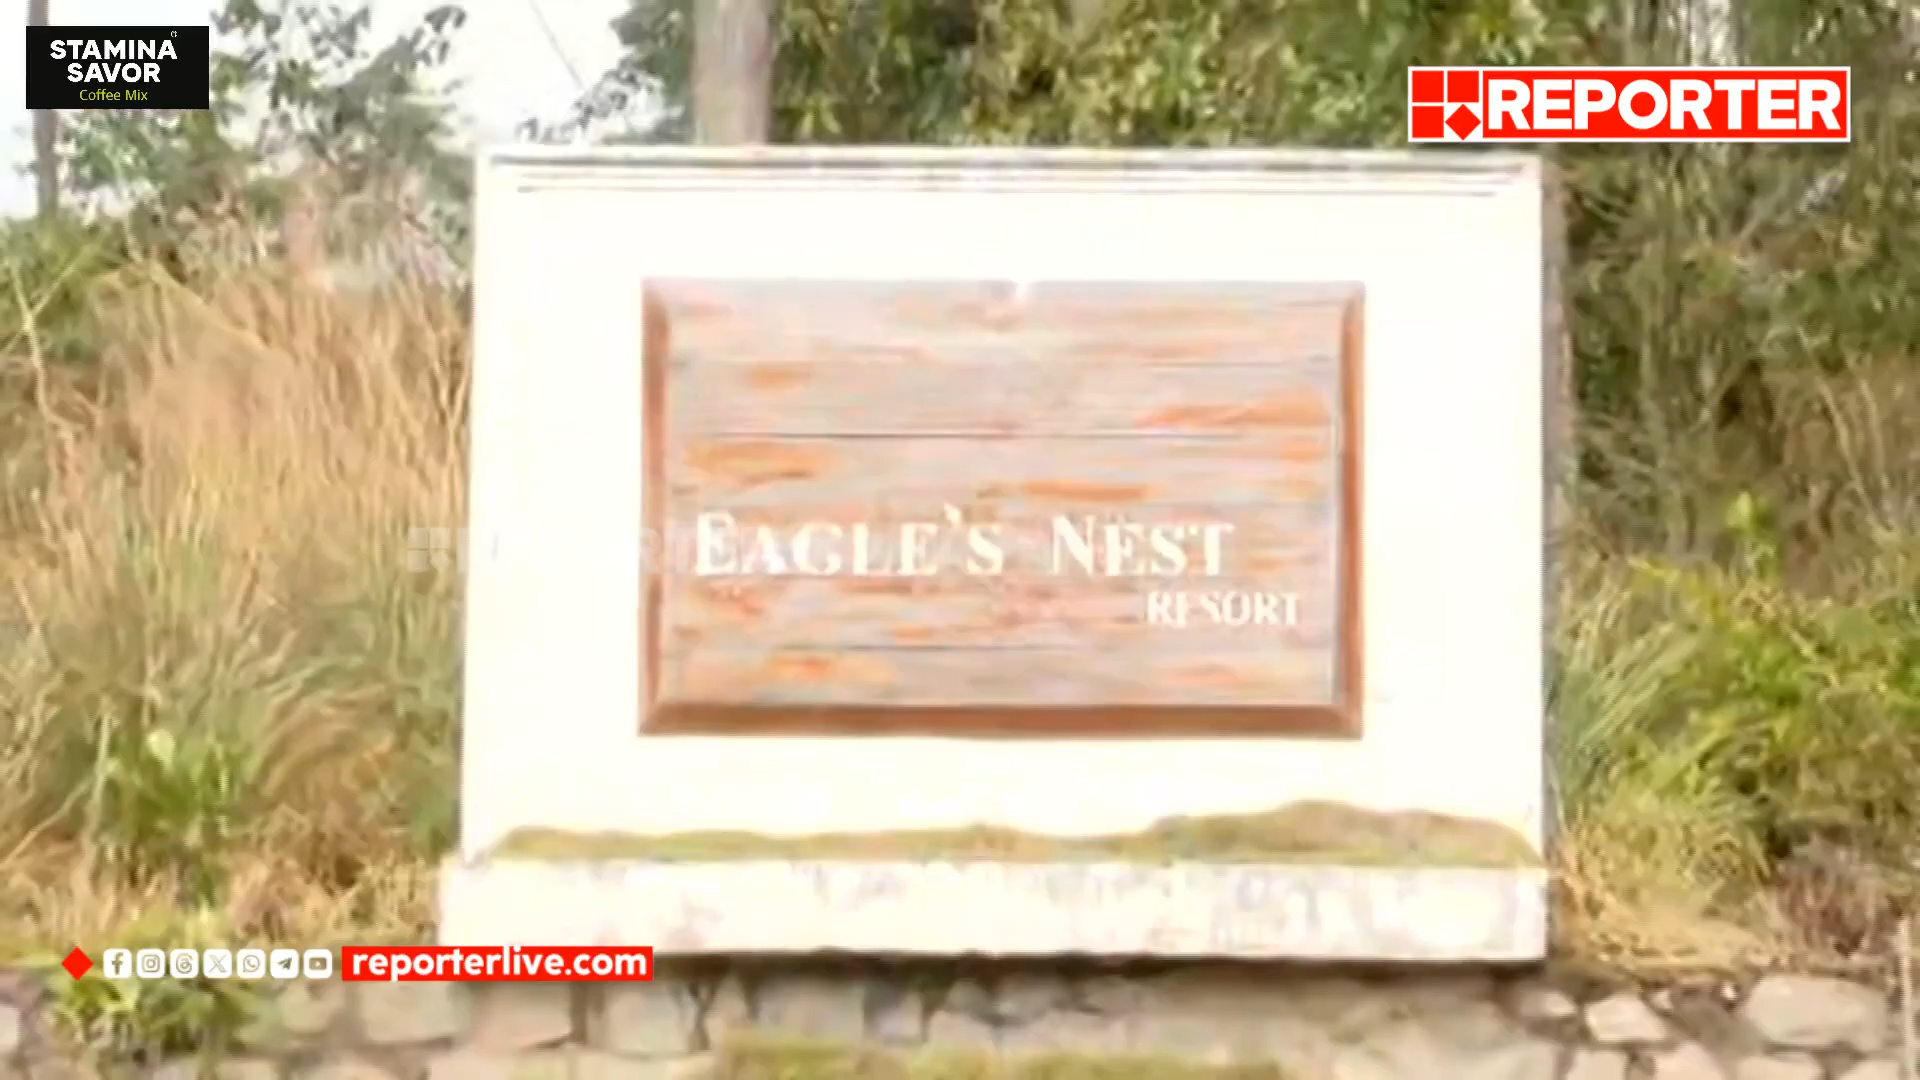 STAMINA
SAVOR
Coffee Mix
REPORTER
EAGLE'S NEST
RESORT
reporterlive.com